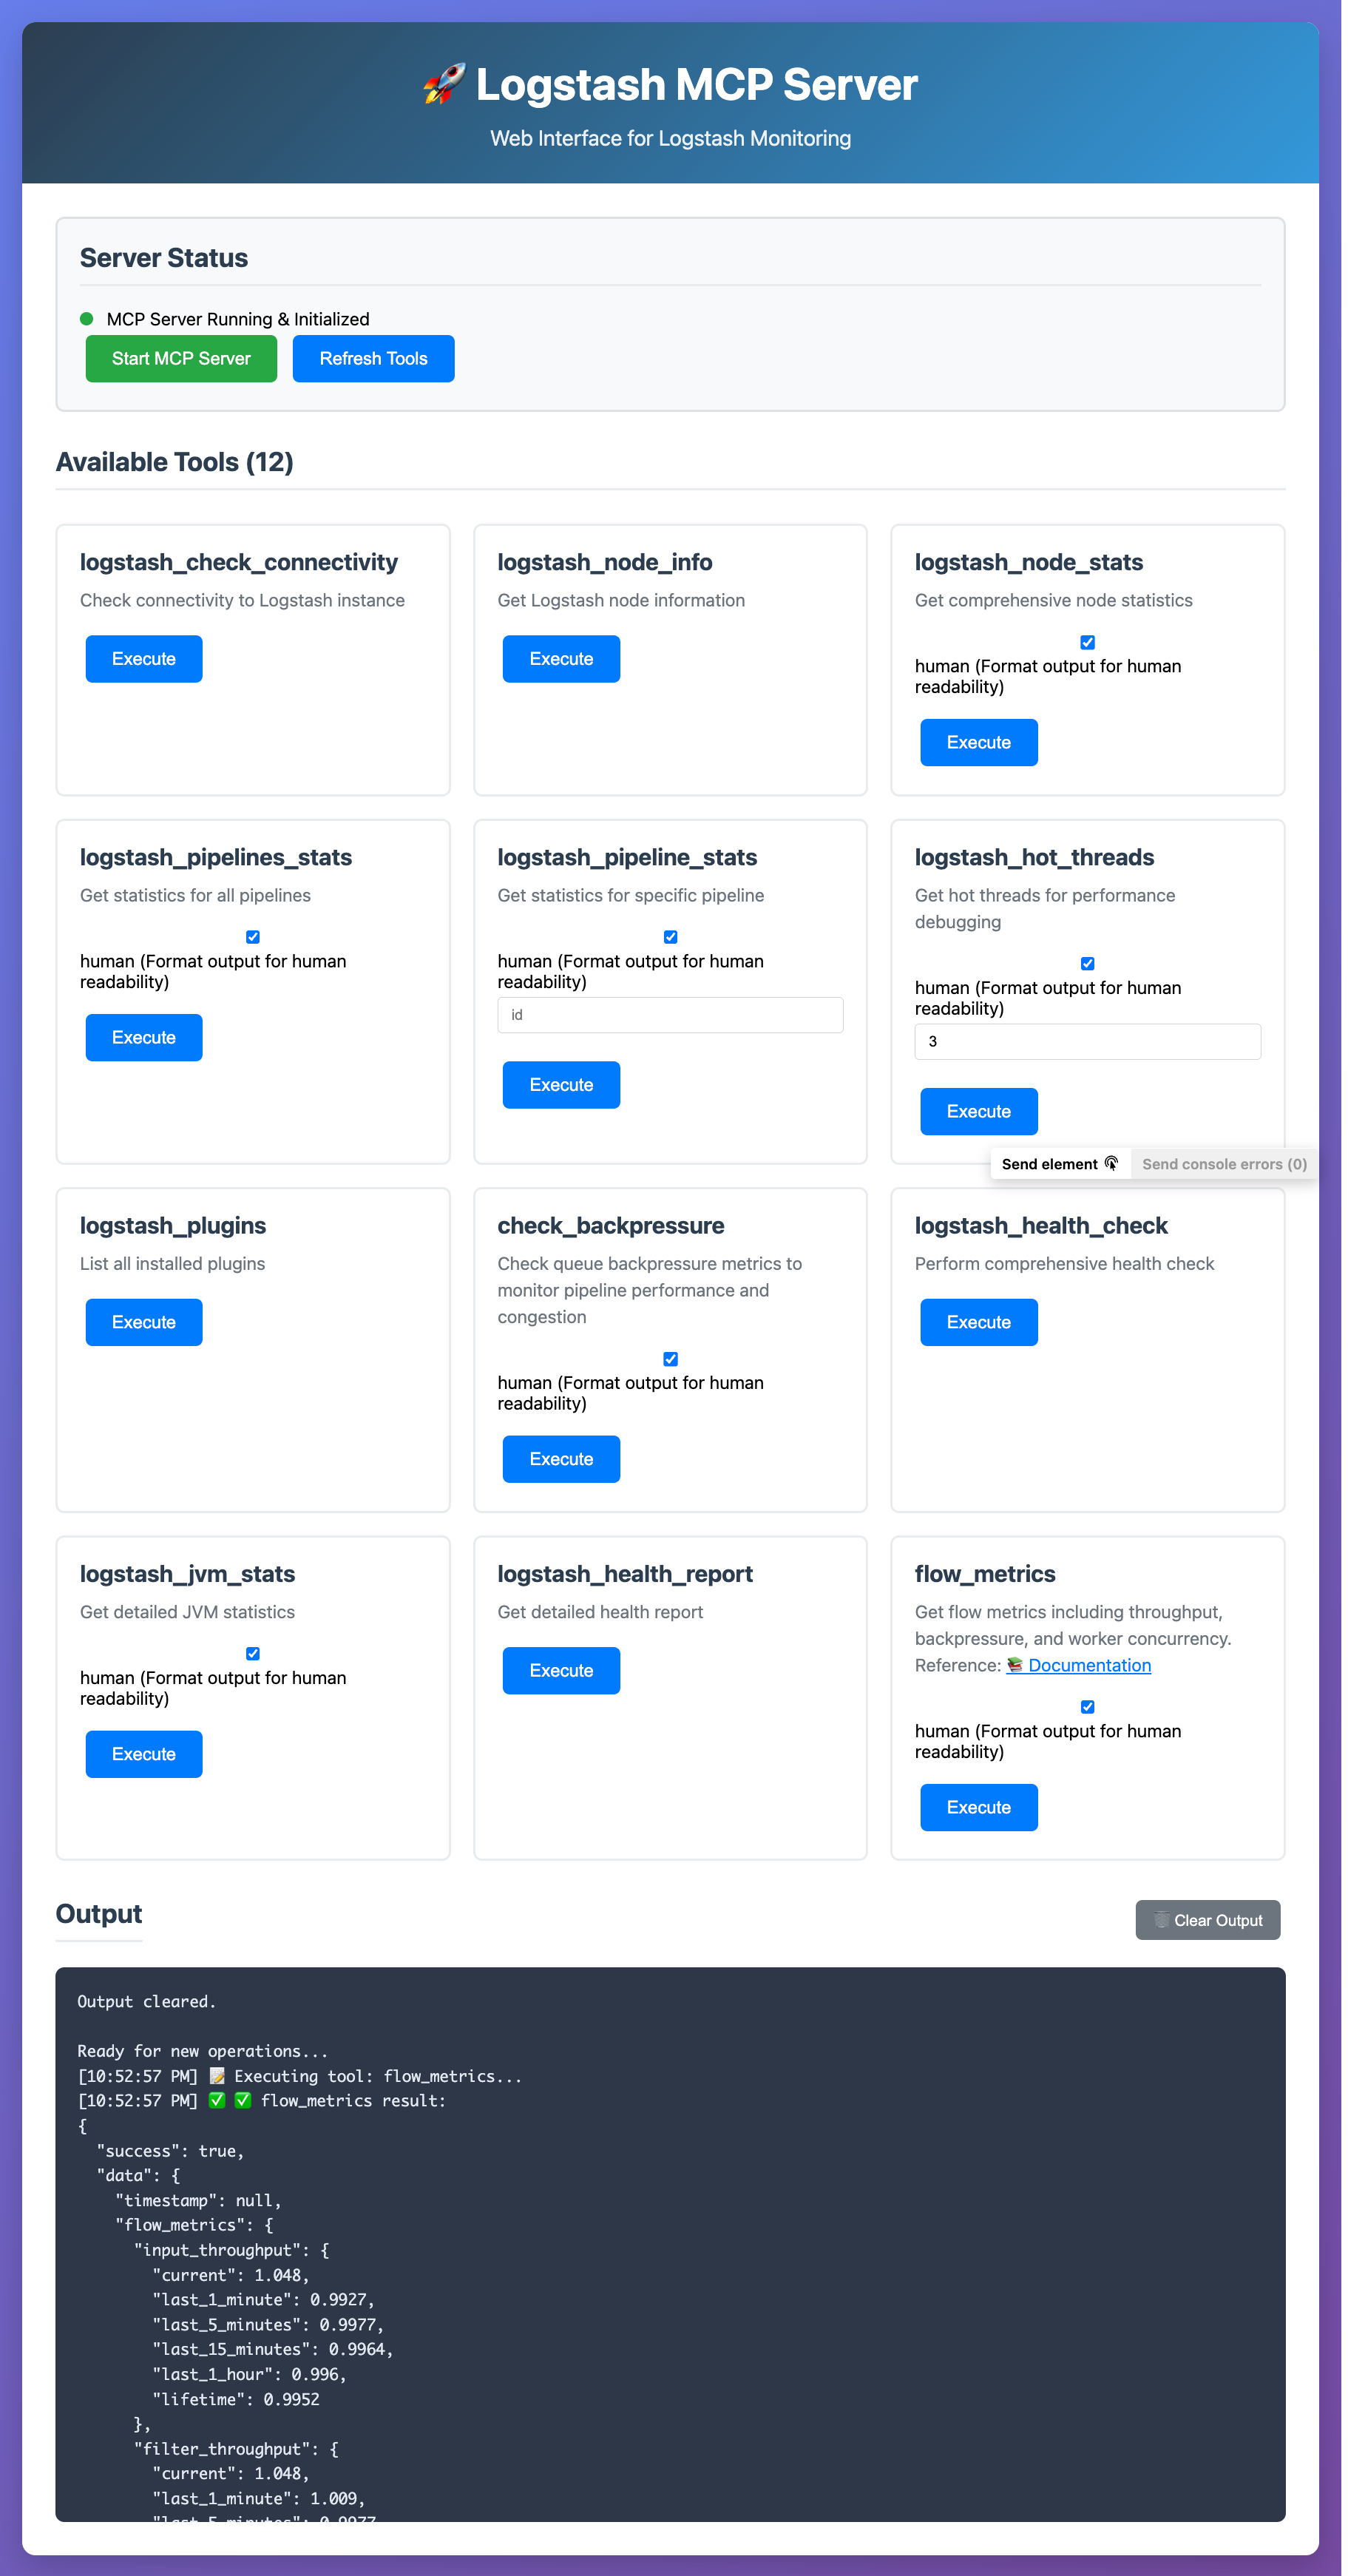 🚀 Logstash MCP Server
Web Interface for Logstash Monitoring
Server Status
MCP Server Running & Initialized
Start MCP Server
Refresh Tools
Available Tools (12)
logstash_check_connectivity
Check connectivity to Logstash instance
Execute
logstash_node_info
Get Logstash node information
Execute
logstash_node_stats
Get comprehensive node statistics
human (Format output for human
readability)
Execute
logstash_pipelines_stats
Get statistics for all pipelines
human (Format output for human
readability)
Execute
logstash_pipeline_stats
Get statistics for specific pipeline
human (Format output for human
readability)
id
Execute
logstash_hot_threads
Get hot threads for performance
debugging
human (Format output for human
readability)
3
Execute
Send element
Send console errors (0)
logstash_plugins
List all installed plugins
Execute
check_backpressure
Check queue backpressure metrics to
monitor pipeline performance and
congestion
human (Format output for human
readability)
Execute
logstash_health_check
Perform comprehensive health check
Execute
logstash_jvm_stats
Get detailed JVM statistics
human (Format output for human
readability)
Execute
logstash_health_report
Get detailed health report
Execute
flow_metrics
Get flow metrics including throughput,
backpressure, and worker concurrency.
Reference: 📚 Documentation
human (Format output for human
readability)
Execute
Output
🗑️ Clear Output
Output cleared.
Ready for new operations...
[10:52:57 PM] 📝 Executing tool: flow_metrics...
[10:52:57 PM] ✅ ✅ flow_metrics result:
{
"success": true,
"data": {
"timestamp": null,
"flow_metrics": {
"input_throughput": {
"current": 1.048,
"last_1_minute": 0.9927,
"last_5_minutes": 0.9977,
"last_15_minutes": 0.9964,
"last_1_hour": 0.996,
"lifetime": 0.9952
},
"filter_throughput": {
"current": 1.048,
"last_1_minute": 1.009,
"last_5_minutes": 0.9977